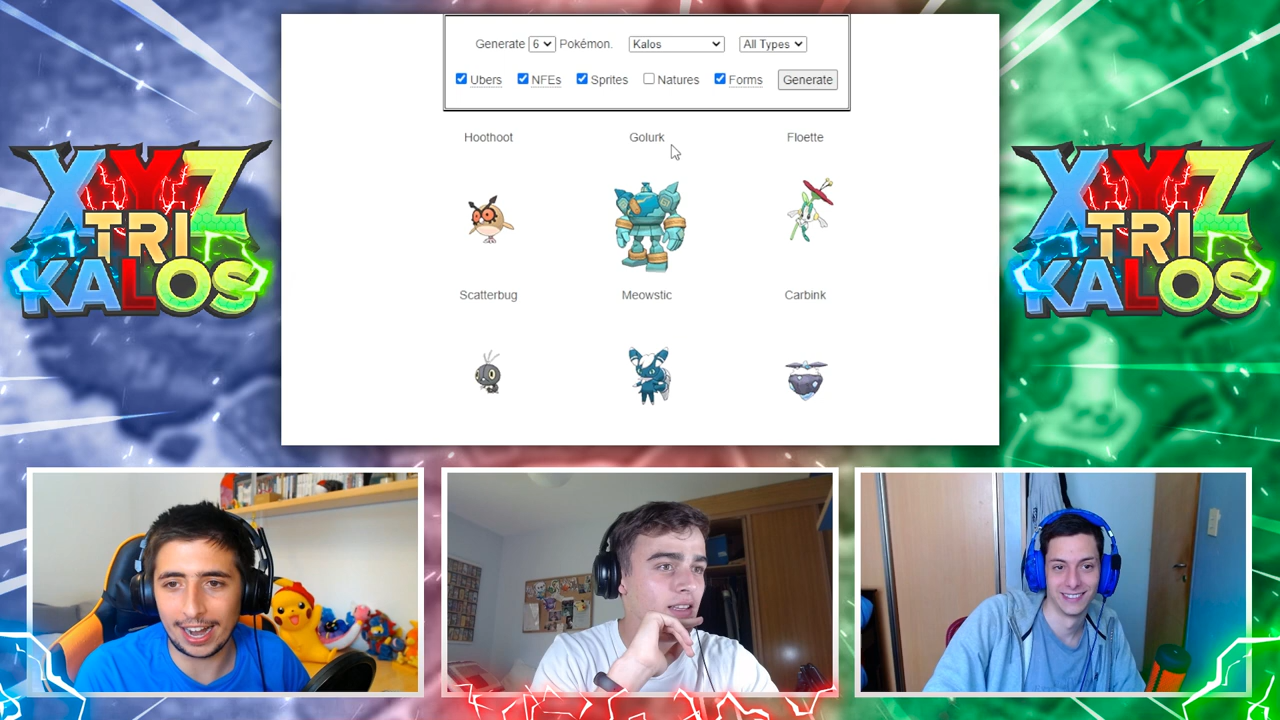 Generate 6 Pokémon. Kalos All Types
Ubers NFEs Sprites Natures Forms Generate
Hoothoot Golurk Floette
Scatterbug Meowstic Carbink
XYZ
TRI
KALOS
XYZ
TRI
KALOS